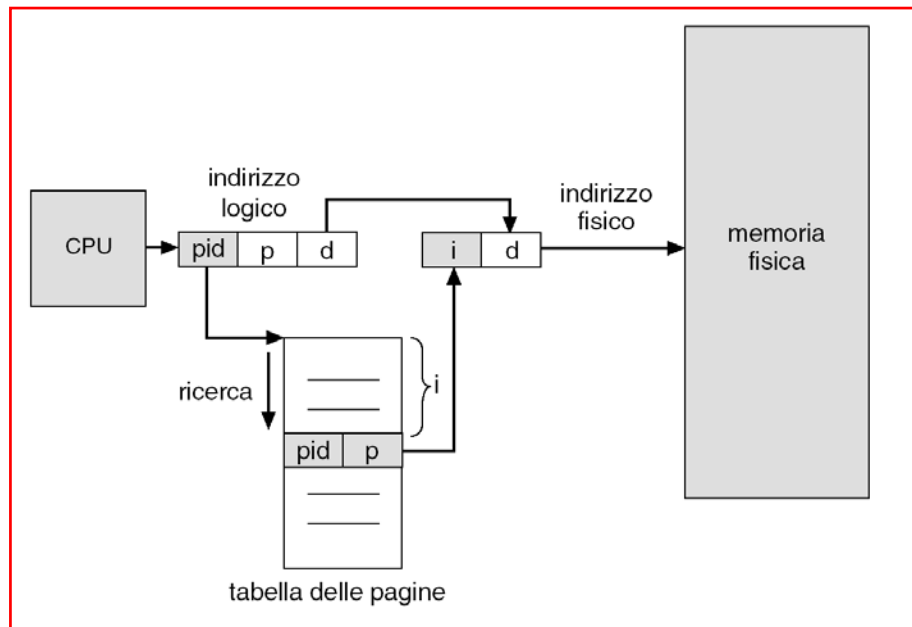 indirizzo
logico
CPU
pid p d
i d
indirizzo
fisico
memoria
fisica
ricerca
i
pid p
tabella delle pagine